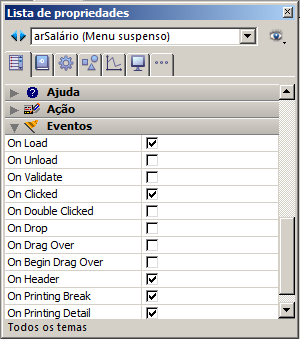 Lista de propriedades
arSalário (Menu suspenso)
Ajuda
Ação
Eventos
On Load
On Unload
On Validate
On Clicked
On Double Clicked
On Drop
On Drag Over
On Begin Drag Over
On Header
On Printing Break
On Printing Detail
Todos os temas